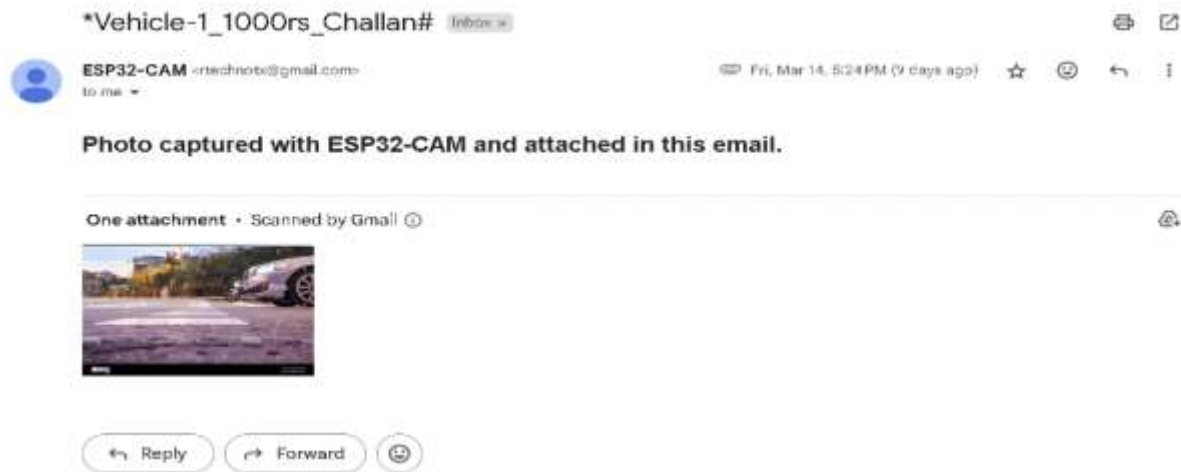 *Vehicle-1_1000rs_Challan# Inbox x
ESP32-CAM Fri, Mar 14, 5:24 PM (9 days ago)
to me
Photo captured with ESP32-CAM and attached in this email.
One attachment • Scanned by Gmail
Reply Forward